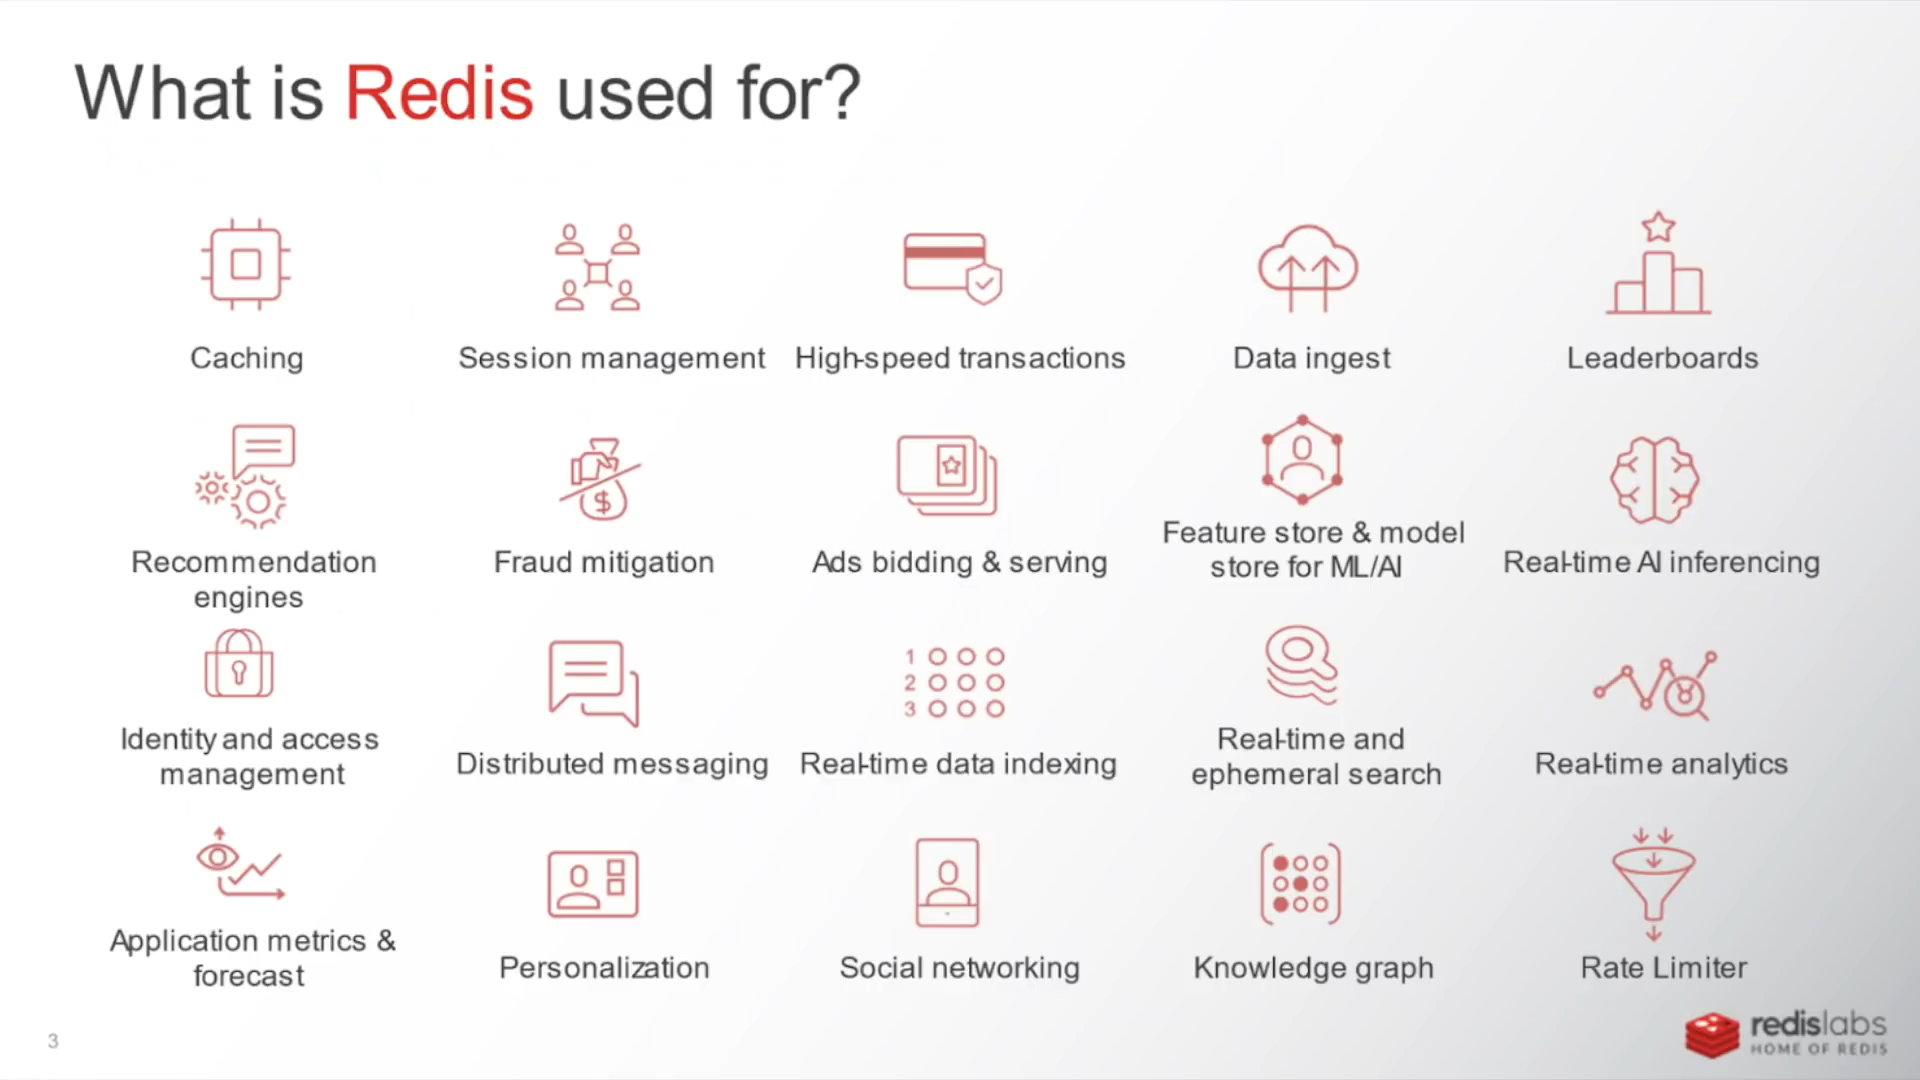 What is Redis used for?
Caching
Session management
High-speed transactions
Data ingest
Leaderboards
Recommendation
engines
Fraud mitigation
$
Ads bidding & serving
Feature store & model
store for ML/AI
Real-time AI inferencing
Identity and access
management
Distributed messaging
1
2
3
Real-time data indexing
Real-time and
ephemeral search
Real-time analytics
Application metrics &
forecast
Personalization
Social networking
Knowledge graph
Rate Limiter
3
redislabs
HOME OF REDIS